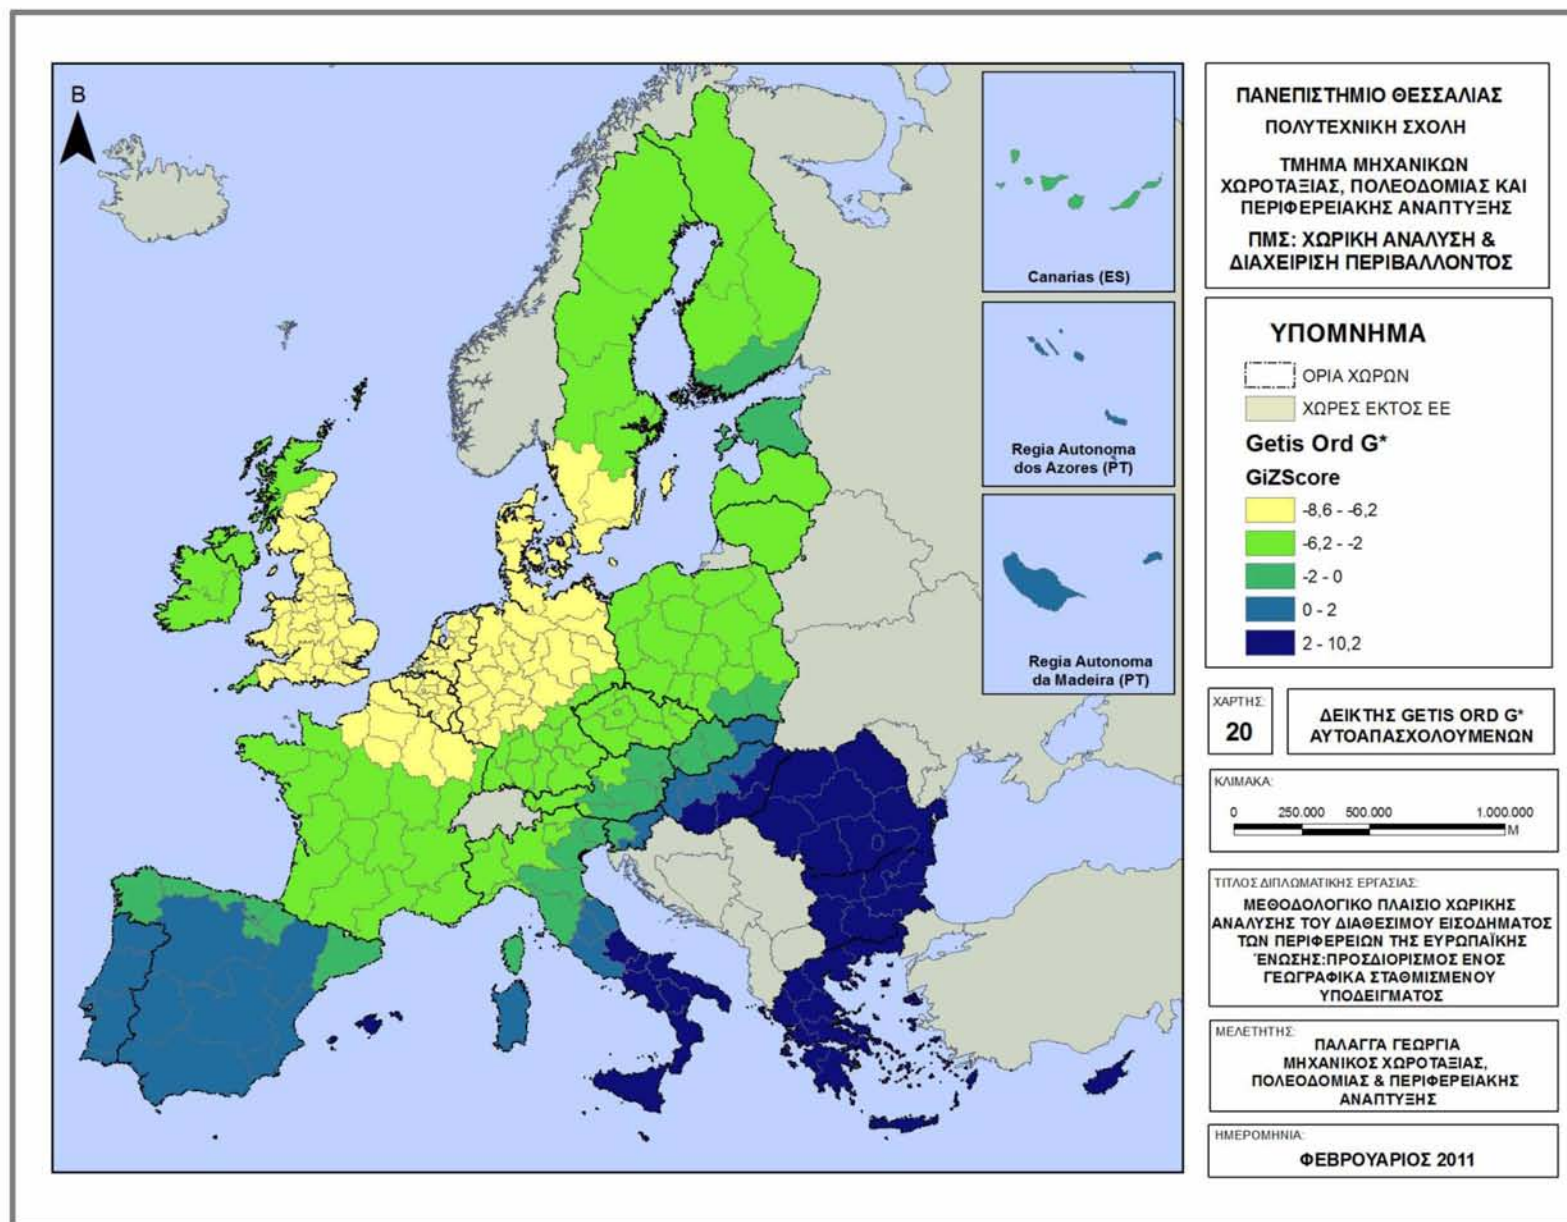 B
Canarias (ES)
Regia Autonoma
dos Azores (PT)
Regia Autonoma
da Madeira (PT)
ΠΑΝΕΠΙΣΤΗΜΙΟ ΘΕΣΣΑΛΙΑΣ
ΠΟΛΥΤΕΧΝΙΚΗ ΣΧΟΛΗ
ΤΜΗΜΑ ΜΗΧΑΝΙΚΩΝ
ΧΩΡΟΤΑΞΙΑΣ, ΠΟΛΕΟΔΟΜΙΑΣ ΚΑΙ
ΠΕΡΙΦΕΡΕΙΑΚΗΣ ΑΝΑΠΤΥΞΗΣ
ΠΜΣ: ΧΩΡΙΚΗ ΑΝΑΛΥΣΗ &
ΔΙΑΧΕΙΡΙΣΗ ΠΕΡΙΒΑΛΛΟΝΤΟΣ
ΥΠΟΜΝΗΜΑ
ΟΡΙΑ ΧΩΡΩΝ
ΧΩΡΕΣ ΕΚΤΟΣ ΕΕ
Getis Ord G*
GiZScore
-8,6 - -6,2
-6,2 - -2
-2 - 0
0 - 2
2 - 10,2
ΧΑΡΤΗΣ:
20
ΔΕΙΚΤΗΣ GETIS ORD G*
ΑΥΤΟΑΠΑΣΧΟΛΟΥΜΕΝΩΝ
ΚΛΙΜΑΚΑ:
0 250.000 500.000 1.000.000
M
ΤΙΤΛΟΣ ΔΙΠΛΩΜΑΤΙΚΗΣ ΕΡΓΑΣΙΑΣ:
ΜΕΘΟΔΟΛΟΓΙΚΟ ΠΛΑΙΣΙΟ ΧΩΡΙΚΗΣ
ΑΝΑΛΥΣΗΣ ΤΟΥ ΔΙΑΘΕΣΙΜΟΥ ΕΙΣΟΔΗΜΑΤΟΣ
ΤΩΝ ΠΕΡΙΦΕΡΕΙΩΝ ΤΗΣ ΕΥΡΩΠΑΪΚΗΣ
ΈΝΩΣΗΣ:ΠΡΟΣΔΙΟΡΙΣΜΟΣ ΕΝΟΣ
ΓΕΩΓΡΑΦΙΚΑ ΣΤΑΘΜΙΣΜΕΝΟΥ
ΥΠΟΔΕΙΓΜΑΤΟΣ
ΜΕΛΕΤΗΤΗΣ:
ΠΑΛΑΓΓΑ ΓΕΩΡΓΙΑ
ΜΗΧΑΝΙΚΟΣ ΧΩΡΟΤΑΞΙΑΣ,
ΠΟΛΕΟΔΟΜΙΑΣ & ΠΕΡΙΦΕΡΕΙΑΚΗΣ
ΑΝΑΠΤΥΞΗΣ
ΗΜΕΡΟΜΗΝΙΑ:
ΦΕΒΡΟΥΑΡΙΟΣ 2011